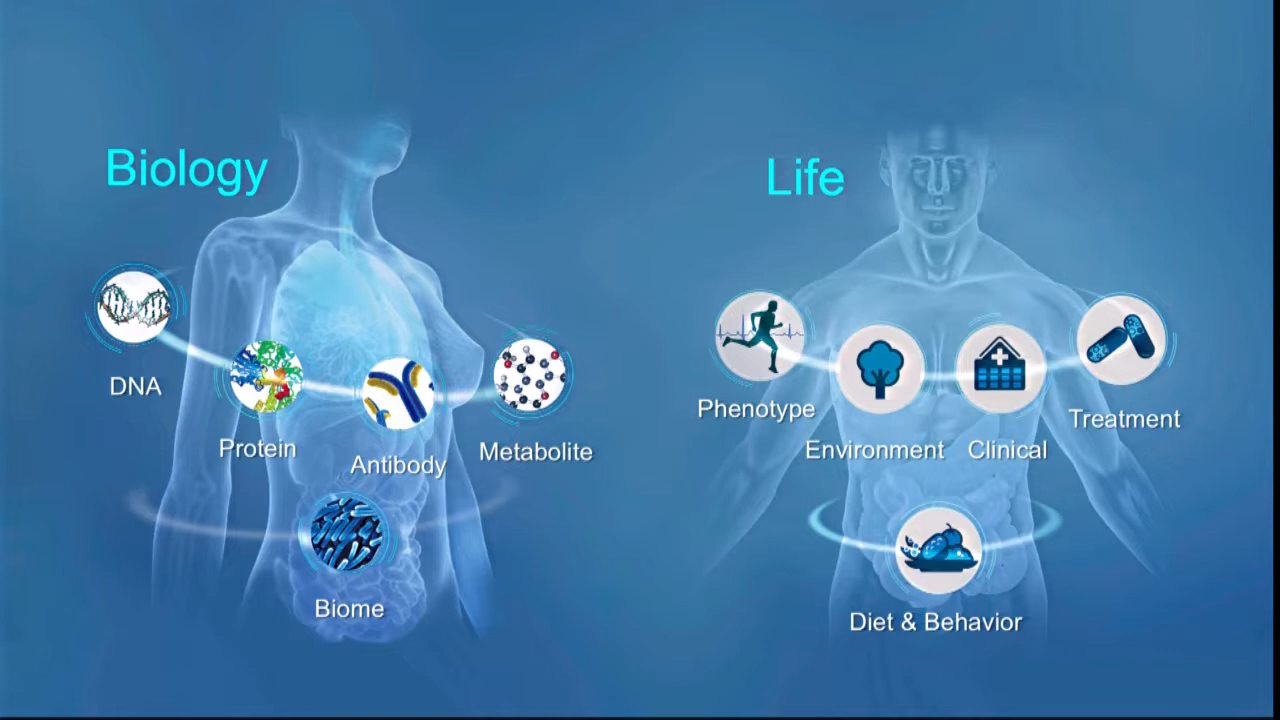 Biology
DNA
Protein
Antibody
Metabolite
Biome
Life
Phenotype
Environment
Clinical
Treatment
Diet & Behavior